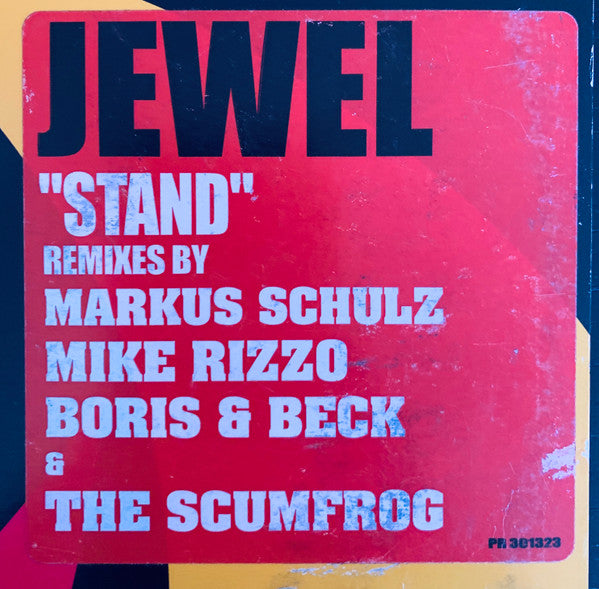 JEWEL
"STAND"
REMIXES BY
MARKUS SCHULZ
MIKE RIZZO
BORIS & BECK
&
THE SCUMFROG
PR 301323